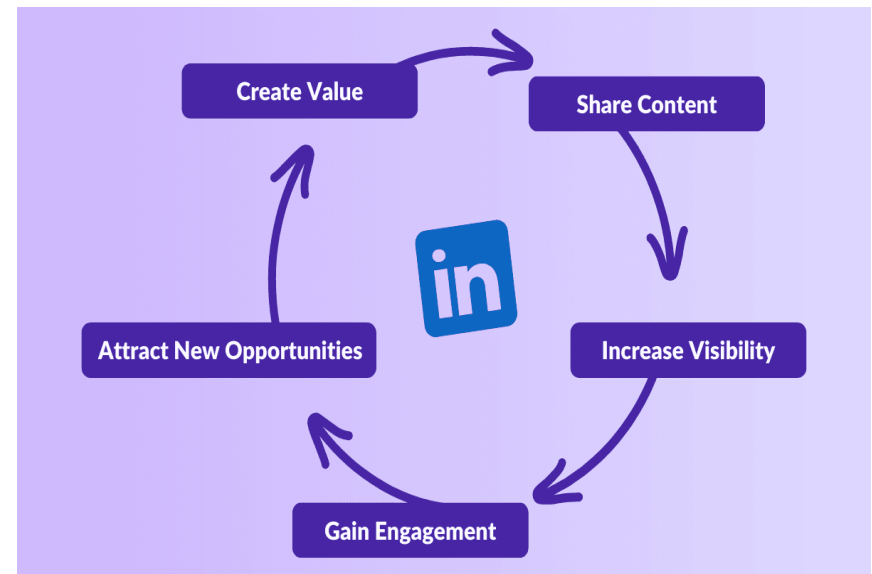 Create Value
Share Content
in
Increase Visibility
Gain Engagement
Attract New Opportunities